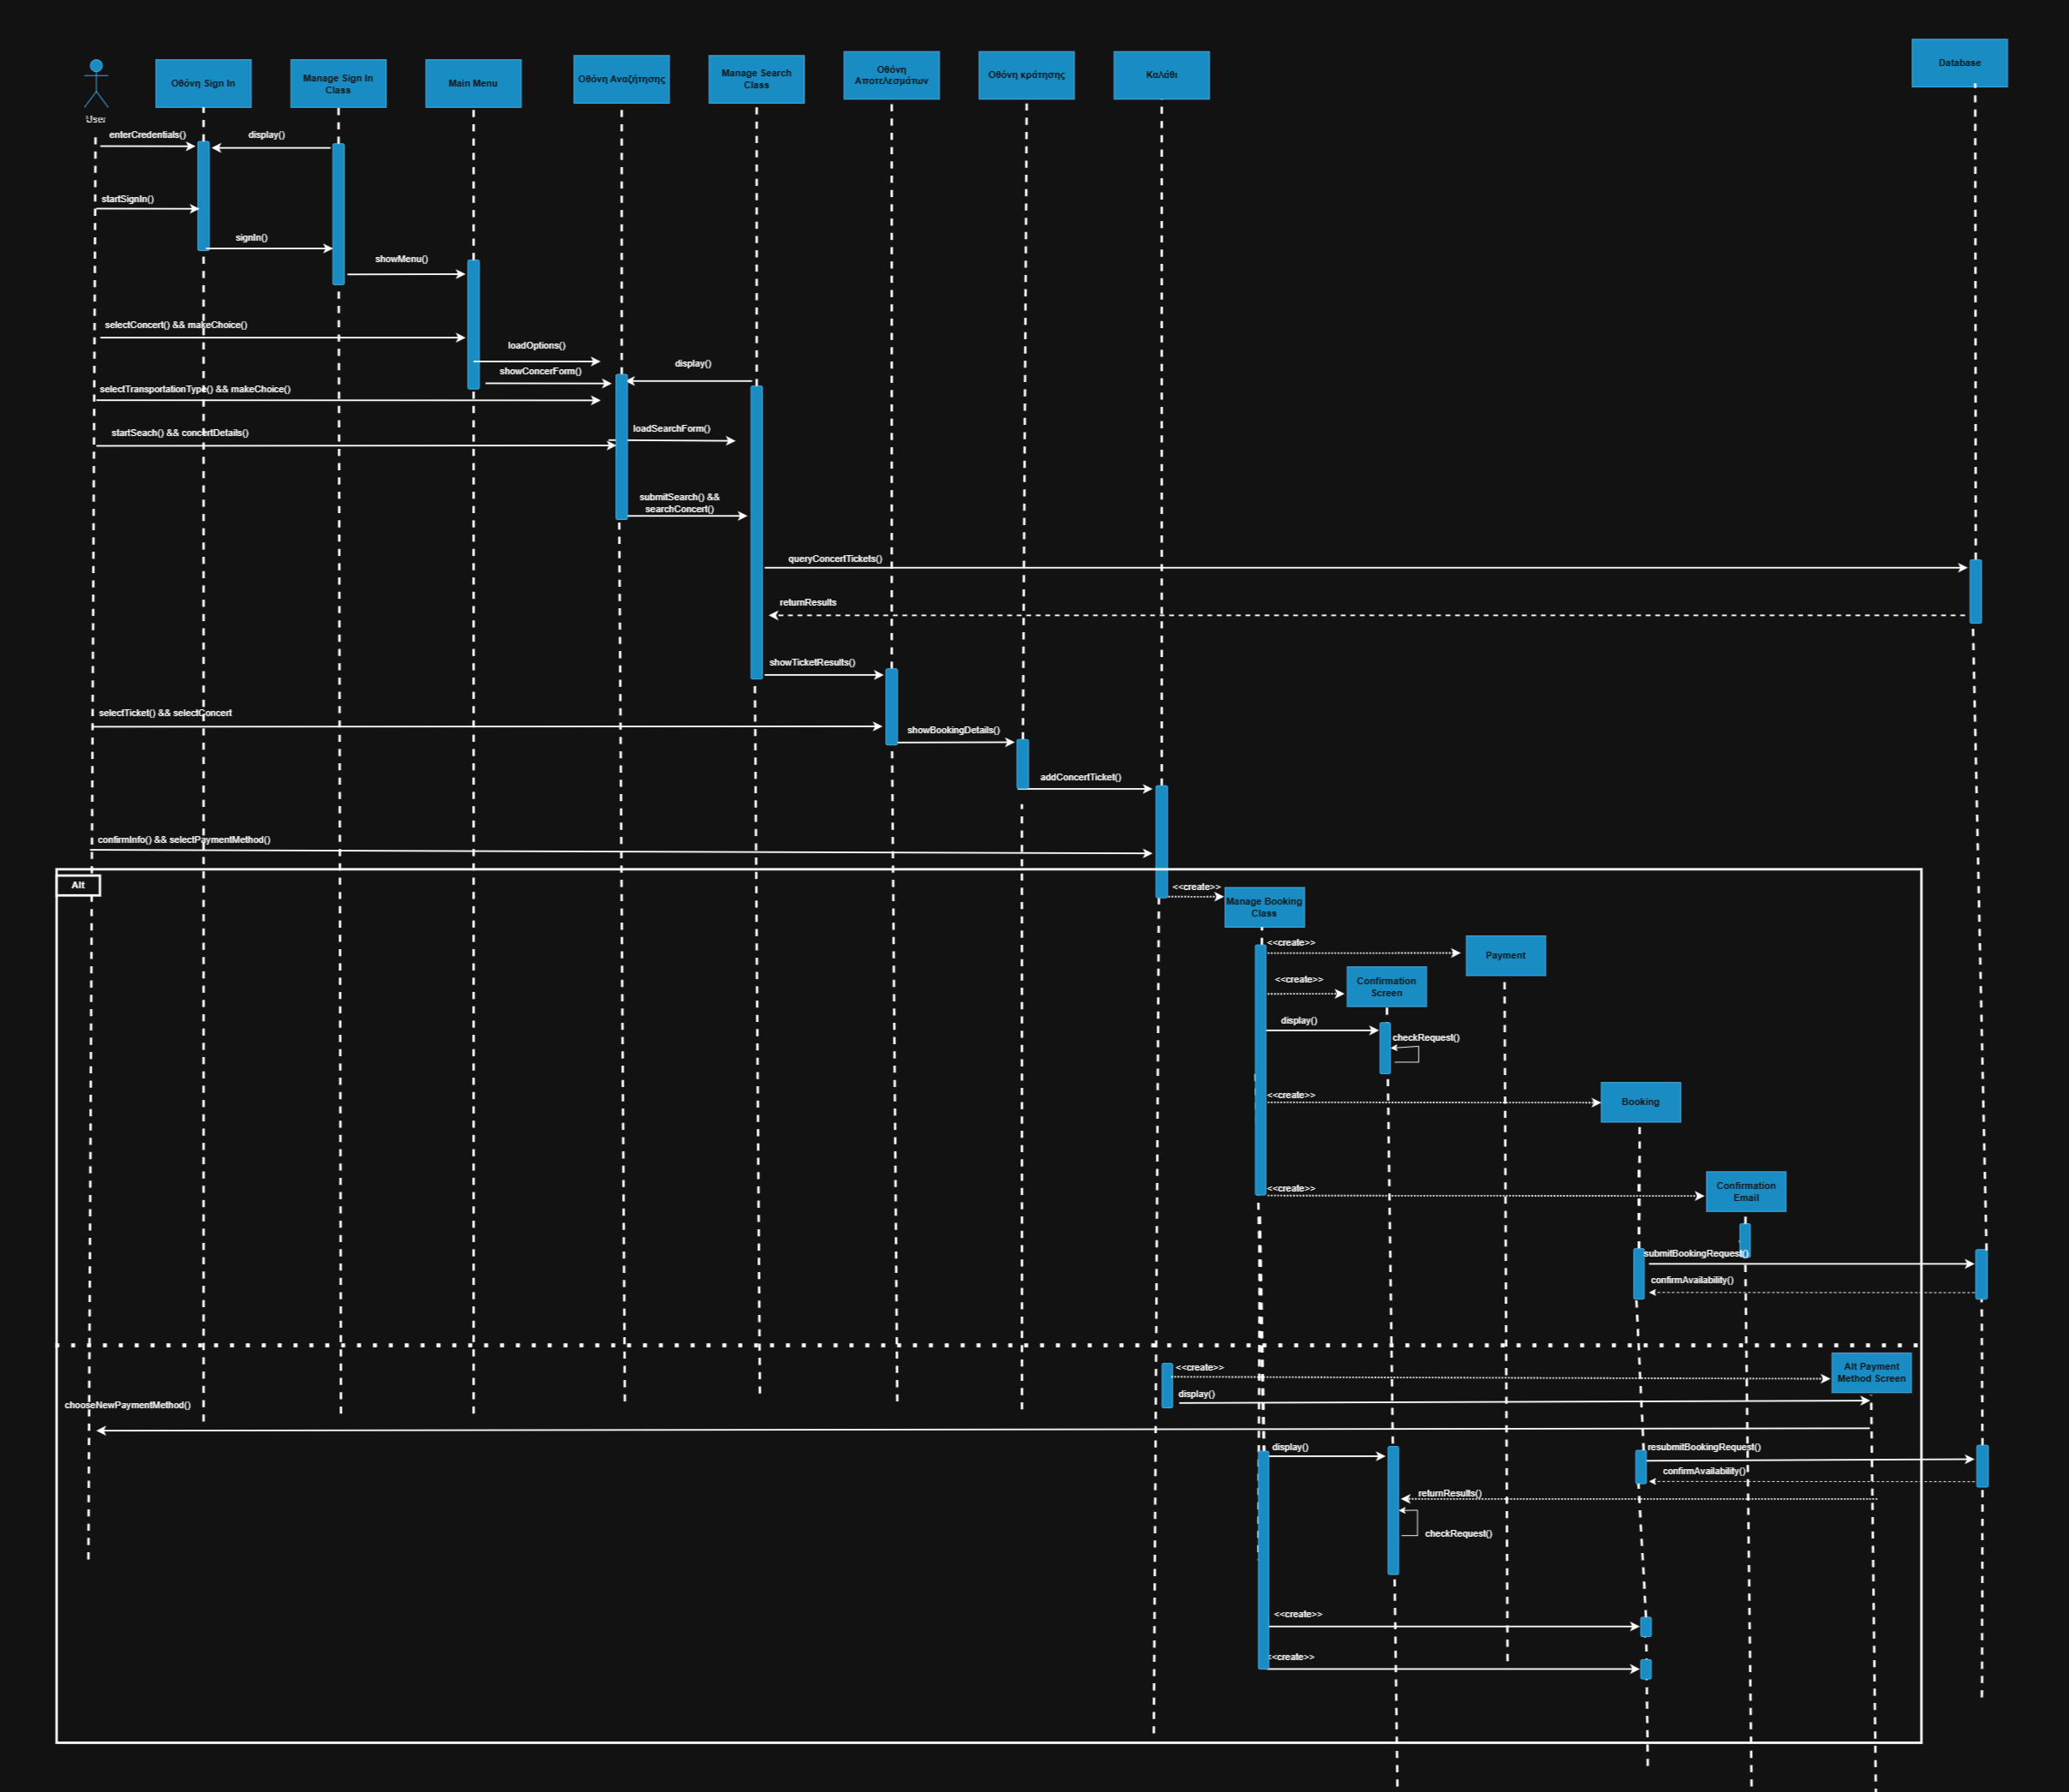 User
Οθόνη Sign In
Manage Sign In
Class
Main Menu
Οθόνη Αναζήτησης
Manage Search
Class
Οθόνη
Αποτελεσμάτων
Οθόνη κράτησης
Καλάθι
Database
enterCredentials()
display()
startSignIn()
signIn()
showMenu()
selectConcert() && makeChoice()
loadOptions()
display()
showConcerForm()
selectTransportationType() && makeChoice()
loadSearchForm()
startSeach() && concertDetails()
submitSearch() &&
searchConcert()
queryConcertTickets()
returnResults
showTicketResults()
selectTicket() && selectConcert
showBookingDetails()
addConcertTicket()
confirmInfo() && selectPaymentMethod()
Alt
<<create>>
Manage Booking
Class
<<create>>
Payment
<<create>>
Confirmation
Screen
display()
checkRequest()
<<create>>
Booking
<<create>>
Confirmation
Email
submitBookingRequest()
confirmAvailability()
<<create>>
Alt Payment
Method Screen
display()
chooseNewPaymentMethod()
display()
resubmitBookingRequest()
confirmAvailability()
returnResults()
checkRequest()
<<create>>
<<create>>